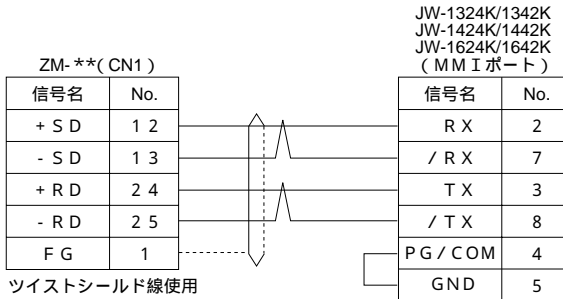 JW-1324K/1342K
JW-1424K/1442K
JW-1624K/1642K
ZM-**(CN1)
(MMIポート)
信号名 No.
信号名 No.
+SD 12
RX 2
-SD 13
/RX 7
+RD 24
TX 3
-RD 25
/TX 8
FG 1
PG/COM 4
GND 5
ツイストシールド線使用